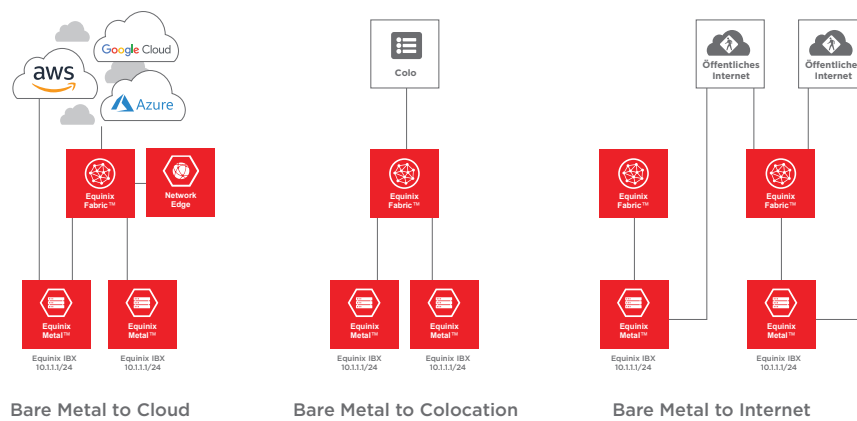 Google Cloud
aws
Azure
Equinix
Fabric™
Network
Edge
Equinix
Metal™
Equinix
Metal™
Equinix IBX
10.1.1.1/24
Equinix IBX
10.1.1.1/24
Bare Metal to Cloud
Colo
Equinix
Fabric™
Equinix
Metal™
Equinix
Metal™
Equinix IBX
10.1.1.1/24
Equinix IBX
10.1.1.1/24
Bare Metal to Colocation
Öffentliches
Internet
Öffentliche
Internet
Equinix
Fabric™
Equinix
Fabric™
Equinix
Metal™
Equinix
Metal™
Equinix IBX
10.1.1.1/24
Equinix IBX
10.1.1.1/24
Bare Metal to Internet